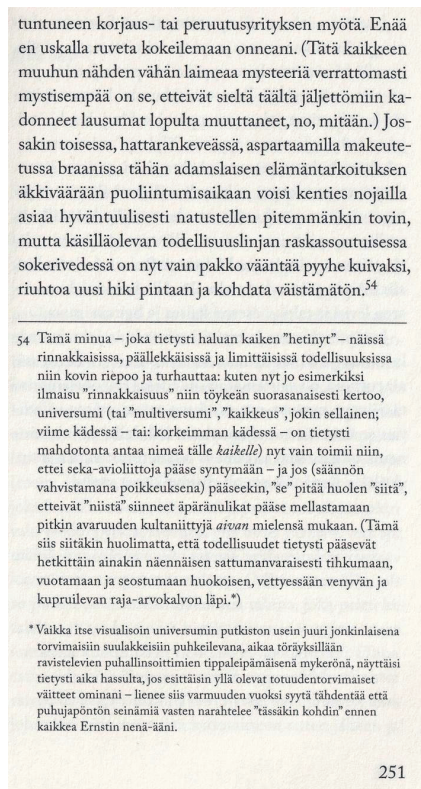 tuntuneen korjaus- tai peruutusyrityksen myötä. Enää
en uskalla ruveta kokeilemaan onneani. (Tätä kaikkeen
muuhun nähden vähän laimeaa mysteeriä verrattomasti
mystisempää on se, etteivät sieltä täältä jäljettömiin ka-
donneet lausumat lopulta muuttaneet, no, mitään.) Jos-
sakin toisessa, hattarankeveässä, aspartaamilla makeute-
tussa braanissa tähän adamslaisen elämäntarkoituksen
äkkiväärään puoliintumisaikaan voisi kenties nojailla
asiaa hyväntuulisesti natustellen pitemmänkin tovin,
mutta käsilläolevan todellisuuslinjan raskassoutuisessa
sokerivedessä on nyt vain pakko vääntää pyyhe kuivaksi,
riuhtoa uusi hiki pintaan ja kohdata väistämätön.54
54 Tämä minua – joka tietysti haluan kaiken "hetinyt" – näissä
rinnakkaisissa, päällekkäisissä ja limittäisissä todellisuuksissa
niin kovin riepoo ja turhauttaa: kuten nyt jo esimerkiksi
ilmaisu "rinnakkaisuus" niin töykeän suorasanaisesti kertoo,
universumi (tai "multiversumi", "kaikkeus", jokin sellainen;
viime kädessä – tai: korkeimman kädessä – on tietysti
mahdotonta antaa nimeä tälle kaikelle) nyt vain toimii niin,
ettei seka-avioliittoja pääse syntymään – ja jos (säännön
vahvistamana poikkeuksena) pääseekin, "se" pitää huolen "siitä",
etteivät "niistä" siinneet äpäränulikat pääse mellastamaan
pitkin avaruuden kultaniittyjä aivan mielensä mukaan. (Tämä
siis siitäkin huolimatta, että todellisuudet tietysti pääsevät
hetkittäin ainakin näennäisen sattumanvaraisesti tihkumaan,
vuotamaan ja seostumaan huokoisen, vettyessään venyvän ja
kupruilevan raja-arvokalvon läpi.*)
* Vaikka itse visualisoin universumin putkiston usein juuri jonkinlaisena
torvimaisiin suulakkeisiin puhkeilevana, aikaa töräyksillään
ravistelevien puhallinsoittimien tippaleipämäisenä mykerönä, näyttäisi
tietysti aika hassulta, jos esittäisin yllä olevat totuudentorvimaiset
väitteet ominani – lienee siis varmuuden vuoksi syytä tähdentää että
puhujapöntön seinämiä vasten narahtelee "tässäkin kohdin" ennen
kaikkea Ernstin nenä-ääni.
251